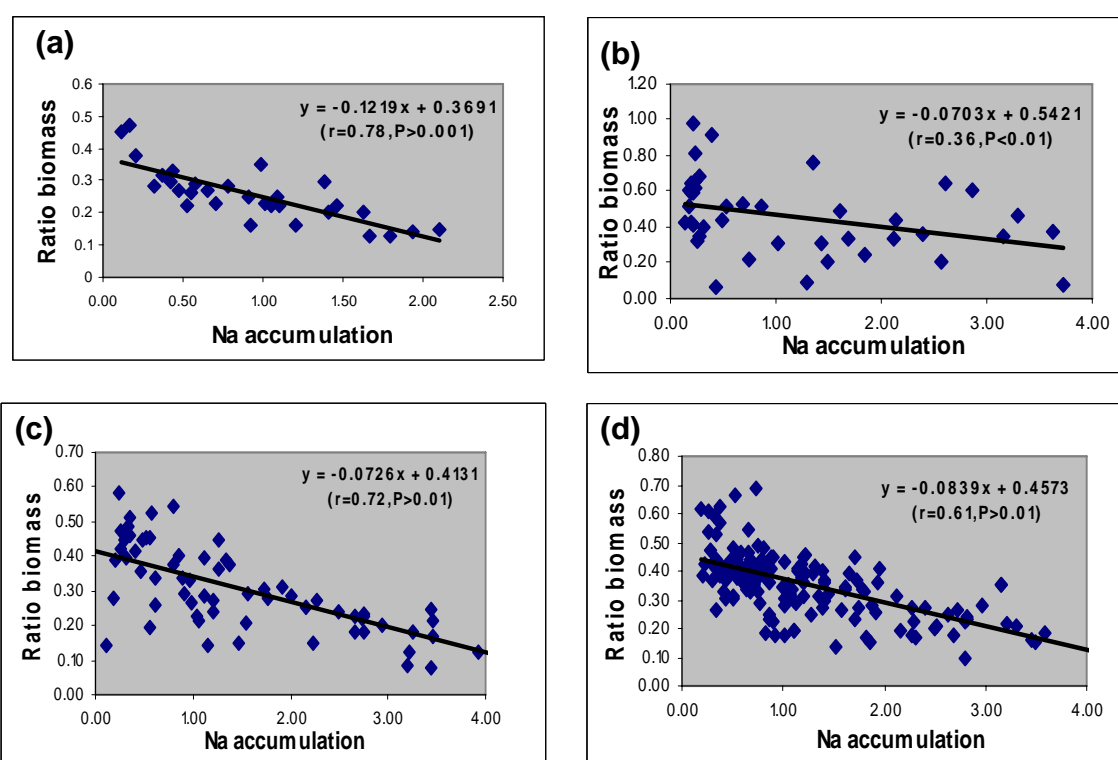 (a)
y = -0.1219x + 0.3691
(r=0.78,P>0.001)
Ratio biomass
0.6
0.5
0.4
0.3
0.2
0.1
0
0.00 0.50 1.00 1.50 2.00 2.50
Na accumulation
(b)
y = -0.0703x + 0.5421
(r=0.36,P<0.01)
Ratio biomass
1.20
1.00
0.80
0.60
0.40
0.20
0.00
0.00 1.00 2.00 3.00 4.00
Na accumulation
(c)
y = -0.0726x + 0.4131
(r=0.72,P>0.01)
Ratio biomass
0.70
0.60
0.50
0.40
0.30
0.20
0.10
0.00
0.00 1.00 2.00 3.00 4.00
Na accumulation
(d)
y = -0.0839x + 0.4573
(r=0.61,P>0.01)
Ratio biomass
0.80
0.70
0.60
0.50
0.40
0.30
0.20
0.10
0.00
0.00 1.00 2.00 3.00 4.00
Na accumulation